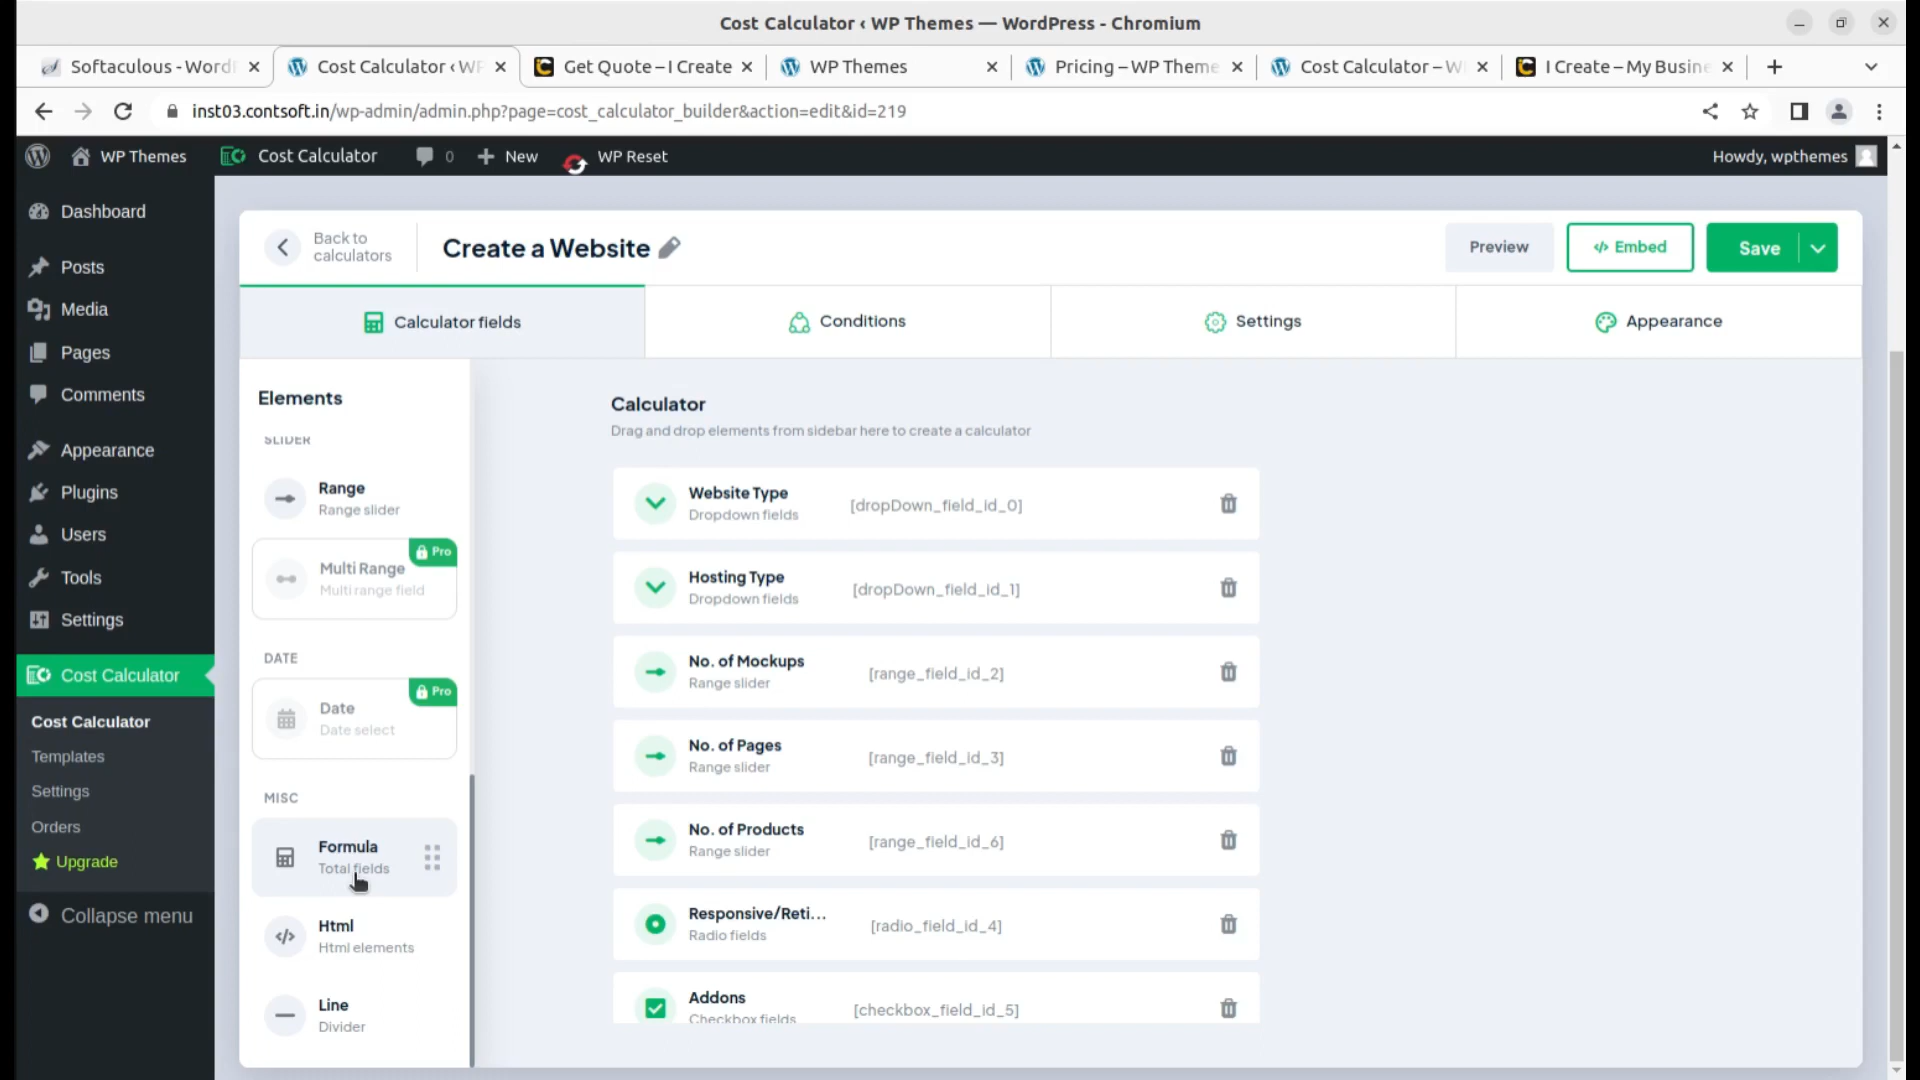 Cost Calculator ‹ WP Themes — WordPress - Chromium
Softaculous - Word
Cost Calculator ‹ WP
Get Quote – I Create
WP Themes
Pricing – WP Theme
Cost Calculator – W
I Create – My Busine
inst03.contsoft.in/wp-admin/admin.php?page=cost_calculator_builder&action=edit&id=219
WP Themes
Cost Calculator
0
New
WP Reset
Howdy, wpthemes
Dashboard
Posts
Media
Pages
Comments
Appearance
Plugins
Users
Tools
Settings
Cost Calculator
Cost Calculator
Templates
Settings
Orders
Upgrade
Collapse menu
Back to
calculators
Create a Website
Preview
</> Embed
Save
Calculator fields
Conditions
Settings
Appearance
Elements
SLIDER
Range
Range slider
Pro
Multi Range
Multi range field
DATE
Pro
Date
Date select
MISC
Formula
Total fields
Html
Html elements
Line
Divider
Calculator
Drag and drop elements from sidebar here to create a calculator
Website Type
Dropdown fields
[dropDown_field_id_0]
Hosting Type
Dropdown fields
[dropDown_field_id_1]
No. of Mockups
Range slider
[range_field_id_2]
No. of Pages
Range slider
[range_field_id_3]
No. of Products
Range slider
[range_field_id_6]
Responsive/Reti...
Radio fields
[radio_field_id_4]
Addons
Checkbox fields
[checkbox_field_id_5]